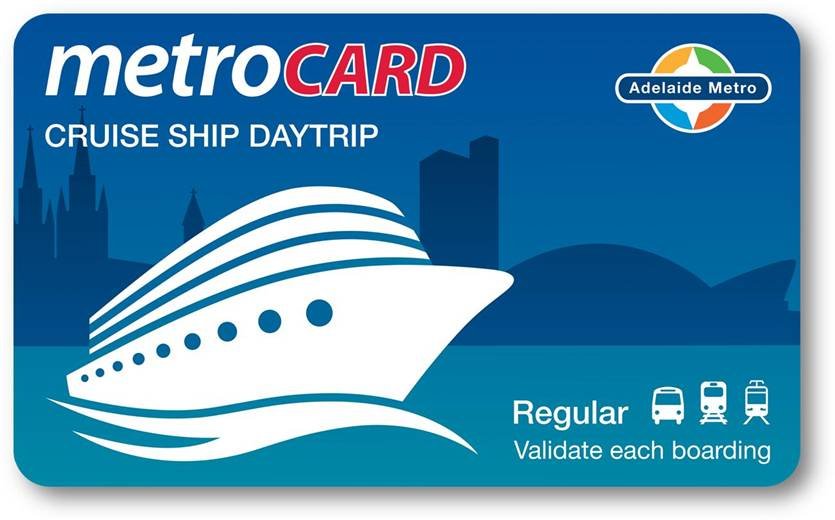 metroCARD
Adelaide Metro
CRUISE SHIP DAYTRIP
Regular
Validate each boarding